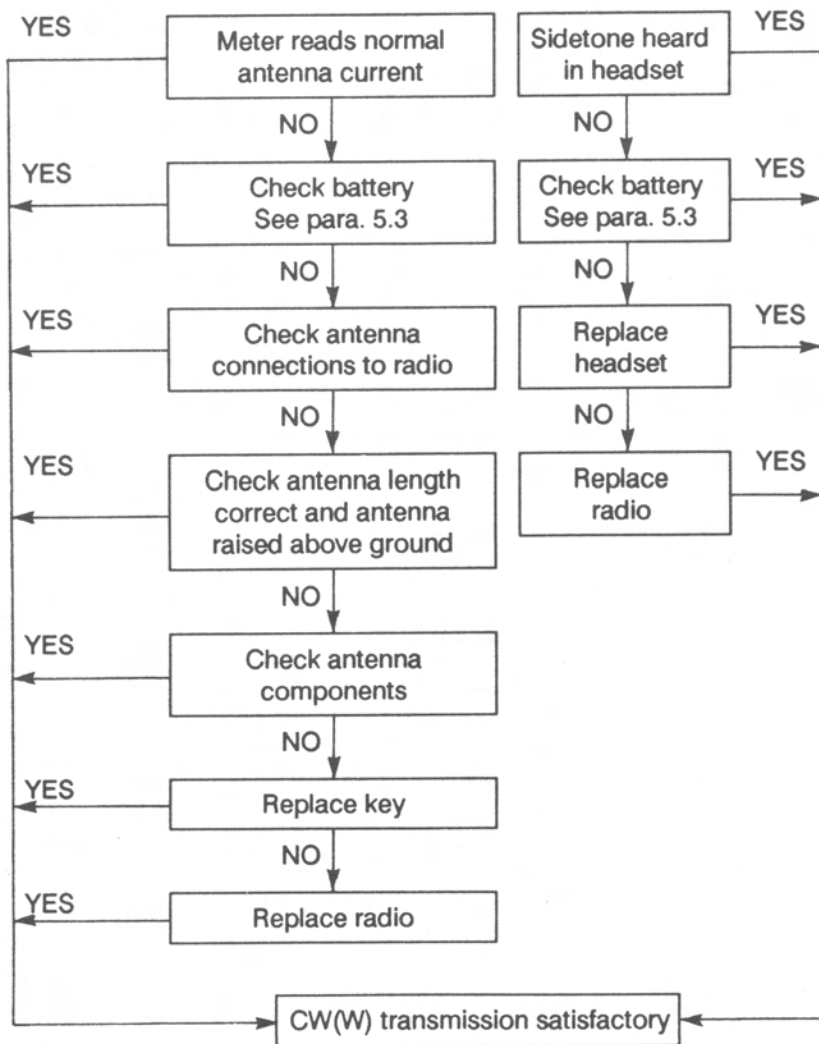 YES
Meter reads normal
antenna current
NO
YES
Check battery
See para. 5.3
NO
YES
Check antenna
connections to radio
NO
YES
Check antenna length
correct and antenna
raised above ground
NO
YES
Check antenna
components
NO
YES
Replace key
NO
YES
Replace radio
Sidetone heard
in headset
YES
NO
Check battery
See para. 5.3
YES
NO
Replace
headset
YES
NO
Replace
radio
YES
CW(W) transmission satisfactory